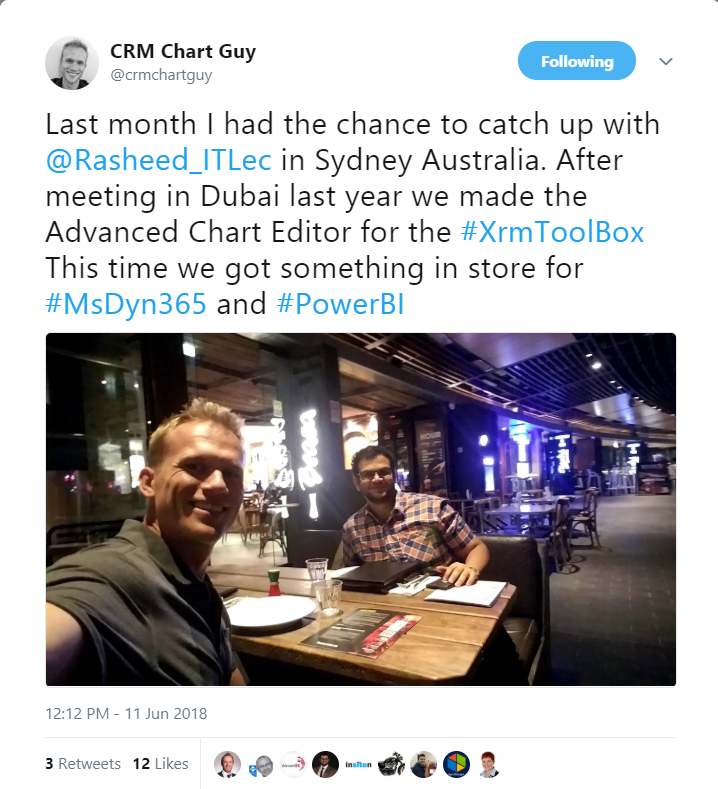 CRM Chart Guy
@crmchartguy
Following
Last month I had the chance to catch up with
@Rasheed_ITLec in Sydney Australia. After
meeting in Dubai last year we made the
Advanced Chart Editor for the #XrmToolBox
This time we got something in store for
#MsDyn365 and #PowerBI
12:12 PM - 11 Jun 2018
3 Retweets 12 Likes